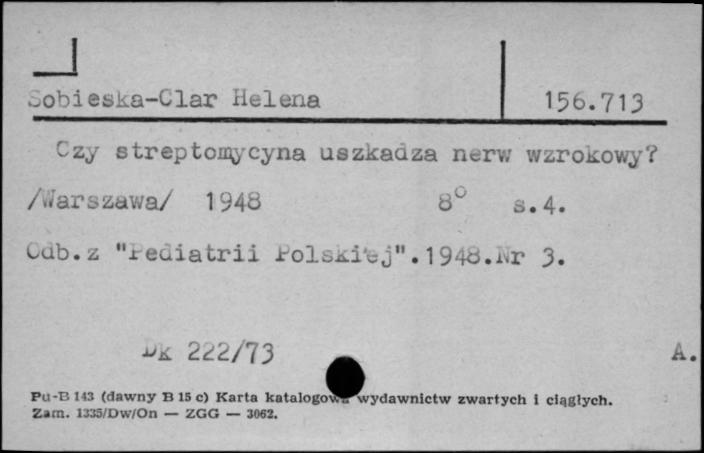 Sobieska-Clar Helena 156.713
Czy streptomycyna uszkadza nerw wzrokowy?
/Warszawa/ 1948 8° s.4.
Odb.z "Pediatrii Polskiej".1948.Nr 3.
Dk 222/73 A.
Pu-B 143 (dawny B 15 c) Karta katalogowa wydawnictw zwartych i ciągłych.
Zam. 1335/Dw/On — ZGG — 3062.